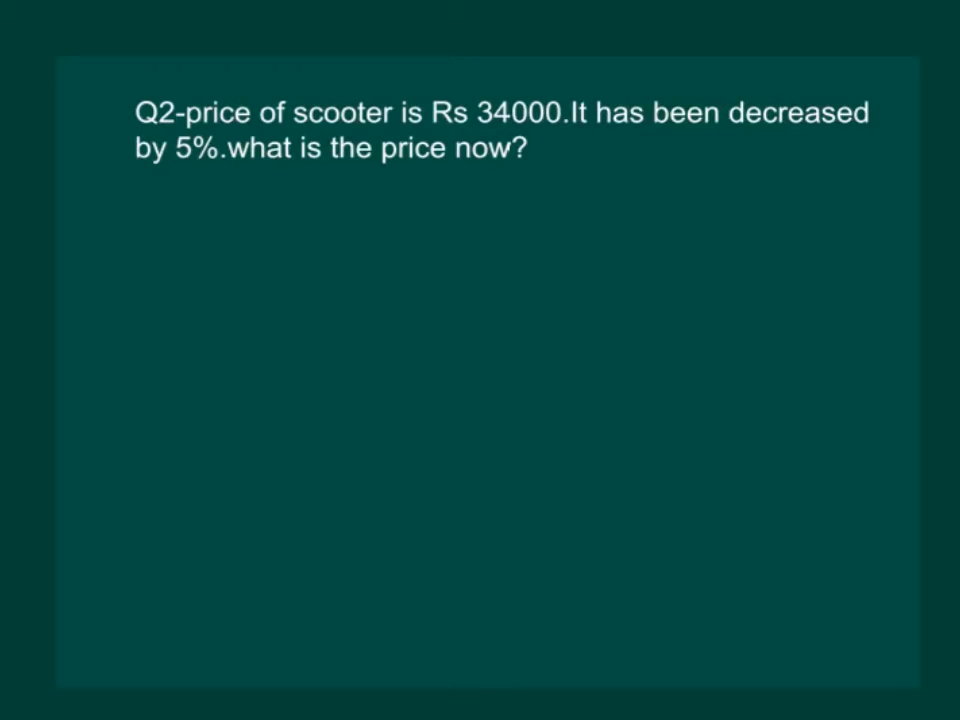 Q2-price of scooter is Rs 34000.It has been decreased
by 5%.what is the price now?